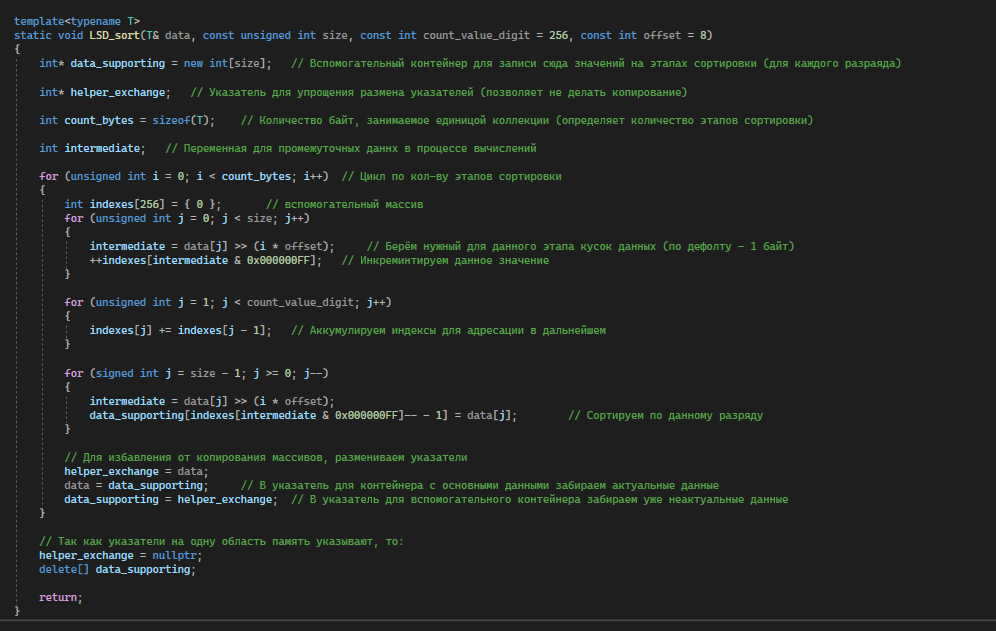 template<typename T>
static void LSD_sort(T& data, const unsigned int size, const int count_value_digit = 256, const int offset = 8)
{
int* data_supporting = new int[size];   // Вспомогательный контейнер для записи сюда значений на этапах сортировки (для каждого разраяда)
int* helper_exchange;   // Указатель для упрощения размена указателей (позволяет не делать копирование)
int count_bytes = sizeof(T);    // Количество байт, занимаемое единицой коллекции (определяет количество этапов сортировки)
int intermediate;   // Переменная для промежуточных даннх в процессе вычислений
for (unsigned int i = 0; i < count_bytes; i++)  // Цикл по кол-ву этапов сортировки
{
int indexes[256] = { 0 };       // вспомогательный массив
for (unsigned int j = 0; j < size; j++)
{
intermediate = data[j] >> (i * offset);     // Берём нужный для данного этапа кусок данных (по дефолту - 1 байт)
++indexes[intermediate & 0x000000FF];   // Инкреминтируем данное значение
}
for (unsigned int j = 1; j < count_value_digit; j++)
{
indexes[j] += indexes[j - 1];   // Аккумулируем индексы для адресации в дальнейшем
}
for (signed int j = size - 1; j >= 0; j--)
{
intermediate = data[j] >> (i * offset);
data_supporting[indexes[intermediate & 0x000000FF]-- - 1] = data[j];        // Сортируем по данному разряду
}
// Для избавления от копирования массивов, размениваем указатели
helper_exchange = data;
data = data_supporting;     // В указатель для контейнера с основными данными забираем актуальные данные
data_supporting = helper_exchange;  // В указатель для вспомогательного контейнера забираем уже неактуальные данные
}
// Так как указатели на одну область память указывают, то:
helper_exchange = nullptr;
delete[] data_supporting;
return;
}